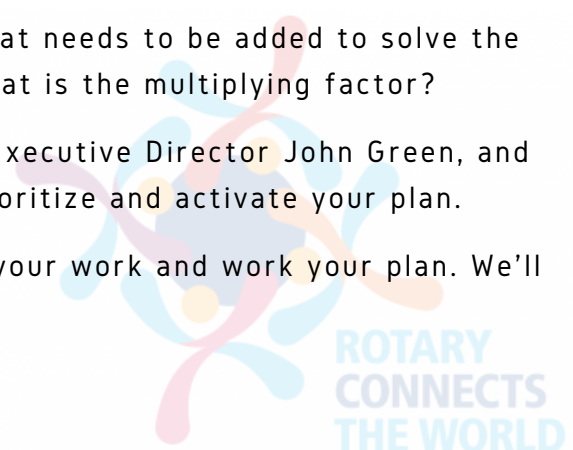 at needs to be added to solve the
at is the multiplying factor?
xecutive Director John Green, and
oritize and activate your plan.
your work and work your plan. We’ll
ROTARY
CONNECTS
THE WORLD